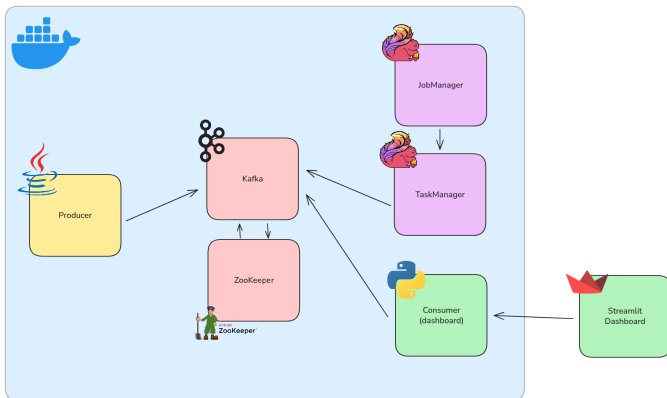 JobManager
Kafka
TaskManager
Producer
ZooKeeper
ZooKeeper
Consumer
(dashboard)
Streamlit
Dashboard